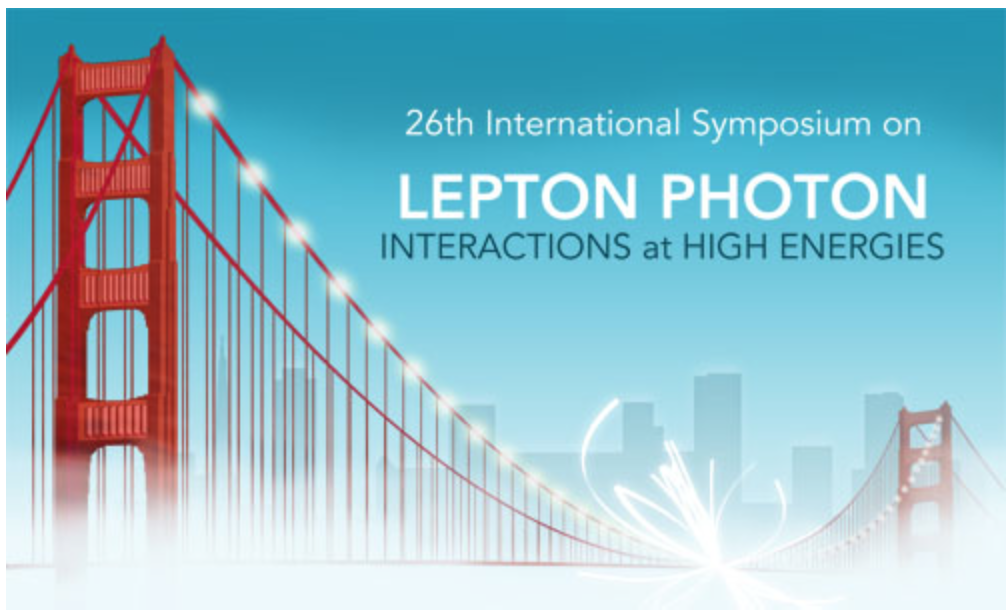 26th International Symposium on
LEPTON PHOTON
INTERACTIONS at HIGH ENERGIES